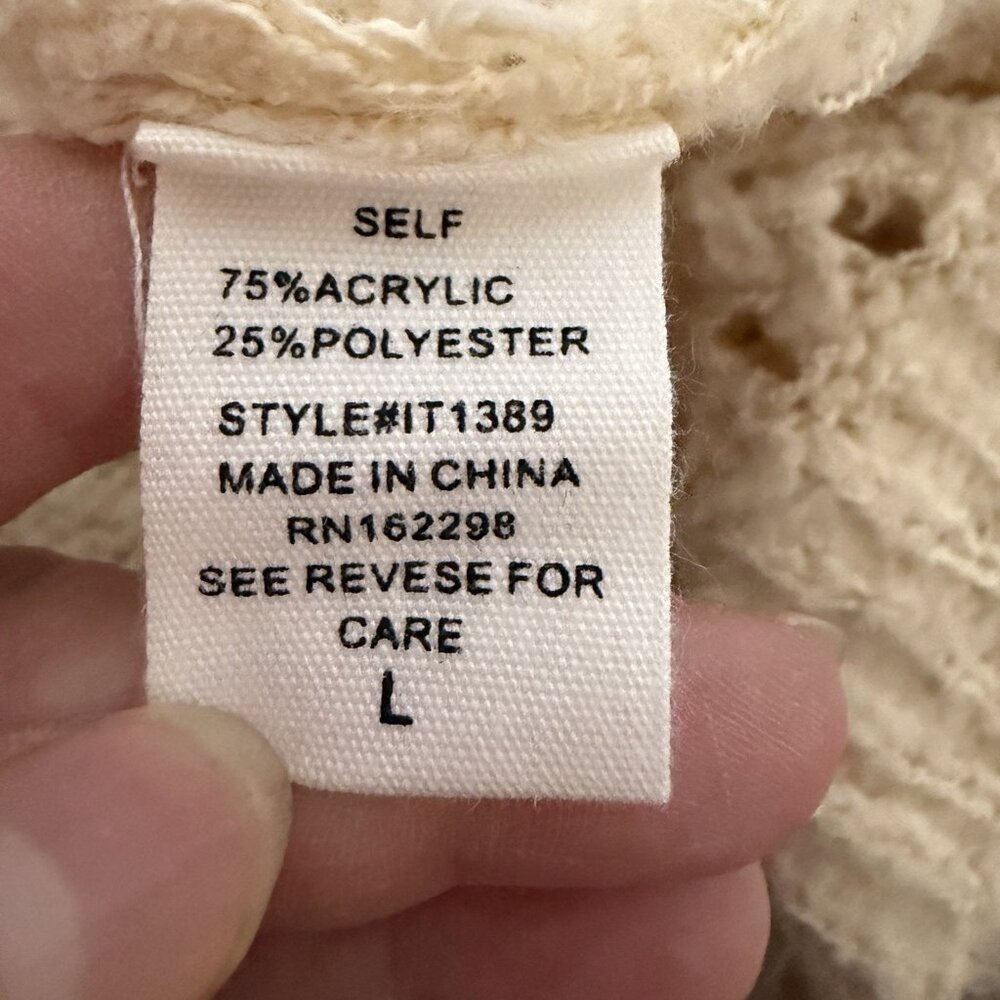 SELF
75%ACRYLIC
25%POLYESTER
STYLE#IT1389
MADE IN CHINA
RN162298
SEE REVESE FOR
CARE
L